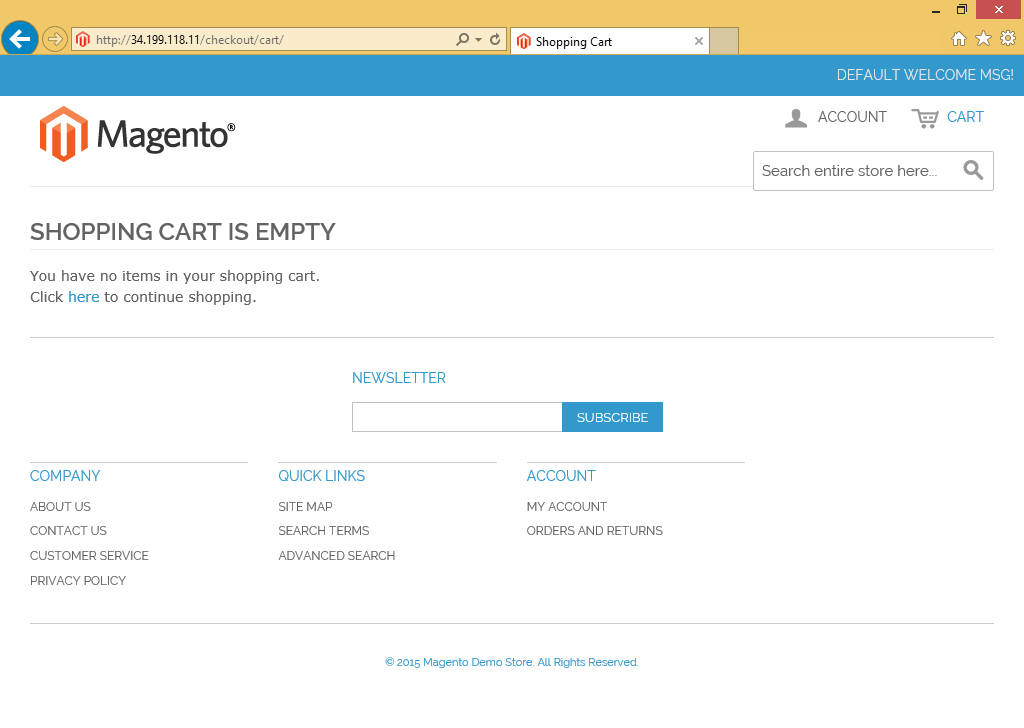 http://34.199.118.11/checkout/cart/
Shopping Cart
DEFAULT WELCOME MSG!
Magento®
ACCOUNT
CART
Search entire store here...
SHOPPING CART IS EMPTY
You have no items in your shopping cart.
Click here to continue shopping.
NEWSLETTER
SUBSCRIBE
COMPANY
ABOUT US
CONTACT US
CUSTOMER SERVICE
PRIVACY POLICY
QUICK LINKS
SITE MAP
SEARCH TERMS
ADVANCED SEARCH
ACCOUNT
MY ACCOUNT
ORDERS AND RETURNS
© 2015 Magento Demo Store. All Rights Reserved.